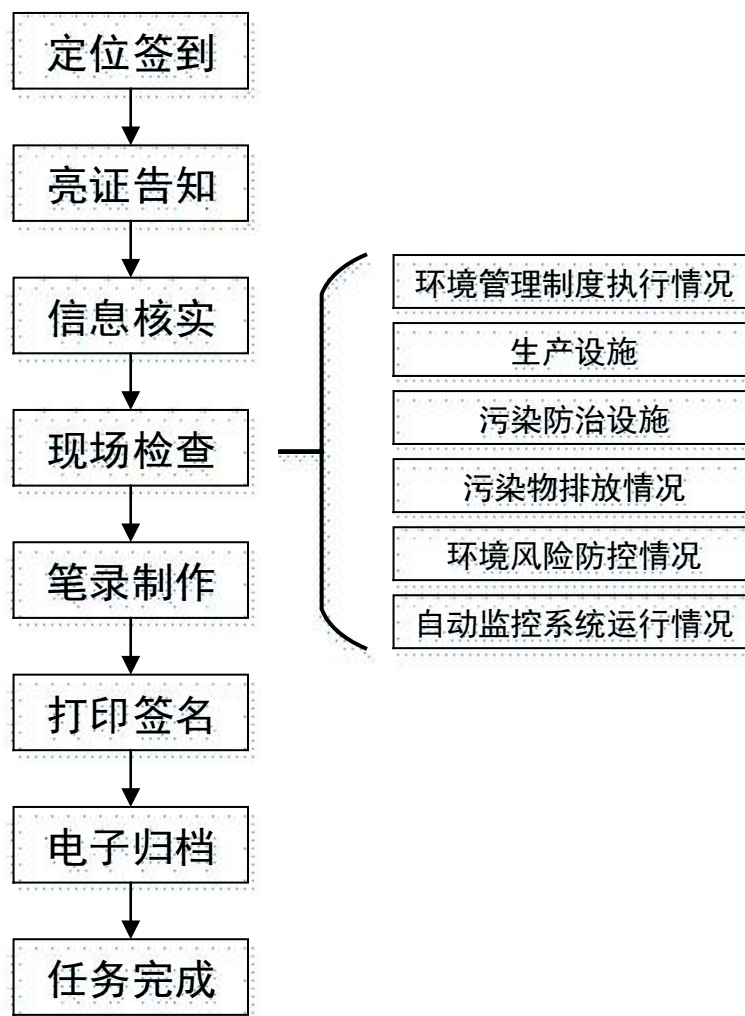 定位签到
亮证告知
信息核实
现场检查
笔录制作
打印签名
电子归档
任务完成
环境管理制度执行情况
生产设施
污染防治设施
污染物排放情况
环境风险防控情况
自动监控系统运行情况